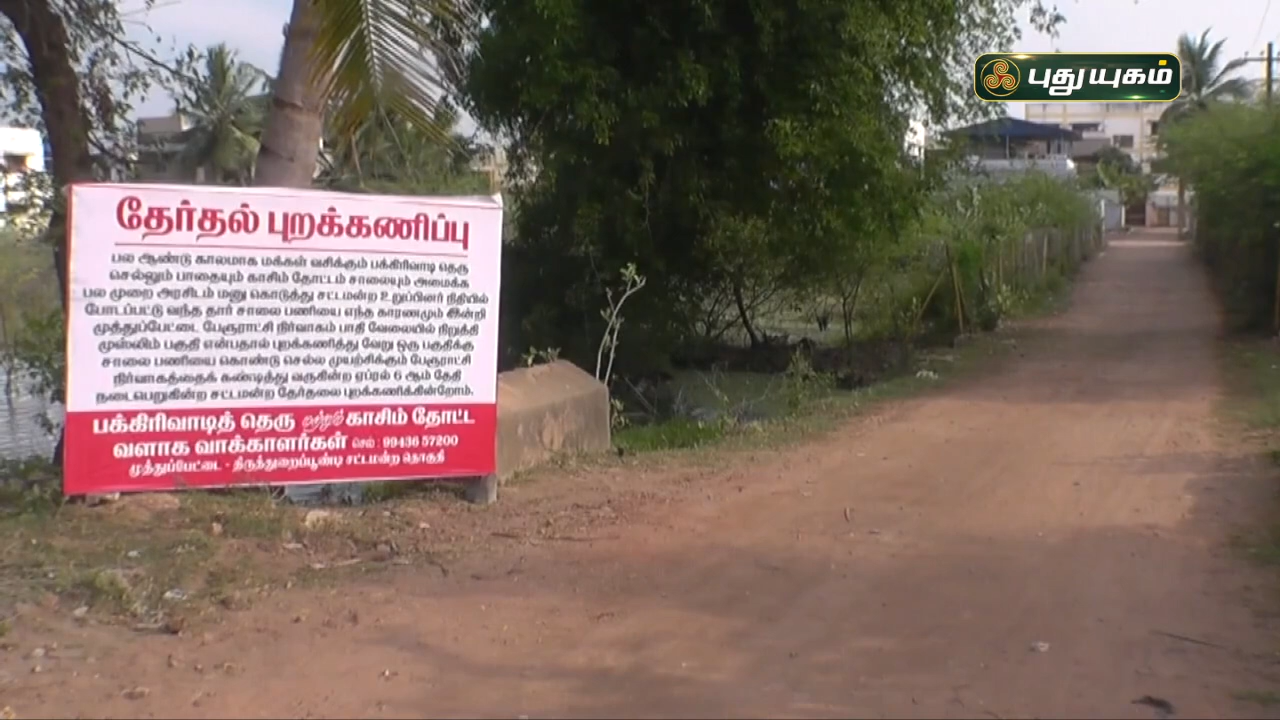 புதுயுகம்
தேர்தல் புறக்கணிப்பு
பல ஆண்டு காலமாக மக்கள் வசிக்கும் பக்கிரிவாடி தெரு
செல்லும் பாதையும் காசிம் தோட்டம் சாலையும் அமைக்க
பல முறை அரசிடம் மனு கொடுத்து சட்டமன்ற உறுப்பினர் நிதியில்
போடப்பட்டு வந்த தார் சாலை பணியை எந்த காரணமும் இன்றி
முத்துப்பேட்டை பேரூராட்சி நிர்வாகம் பாதி வேலையில் நிறுத்தி
முஸ்லிம் பகுதி என்பதால் புறக்கணித்து வேறு ஒரு பகுதிக்கு
சாலை பணியை கொண்டு செல்ல முயற்சிக்கும் பேரூராட்சி
நிர்வாகத்தைக் கண்டித்து வருகின்ற ஏப்ரல் 6 ஆம் தேதி
நடைபெறுகின்ற சட்டமன்ற தேர்தலை புறக்கணிக்கின்றோம்.
பக்கிரிவாடித் தெரு மற்றும் காசிம் தோட்ட
வளாக வாக்காளர்கள் செல் : 99436 57200
முத்துப்பேட்டை - திருத்துறைப்பூண்டி சட்டமன்ற தொகுதி